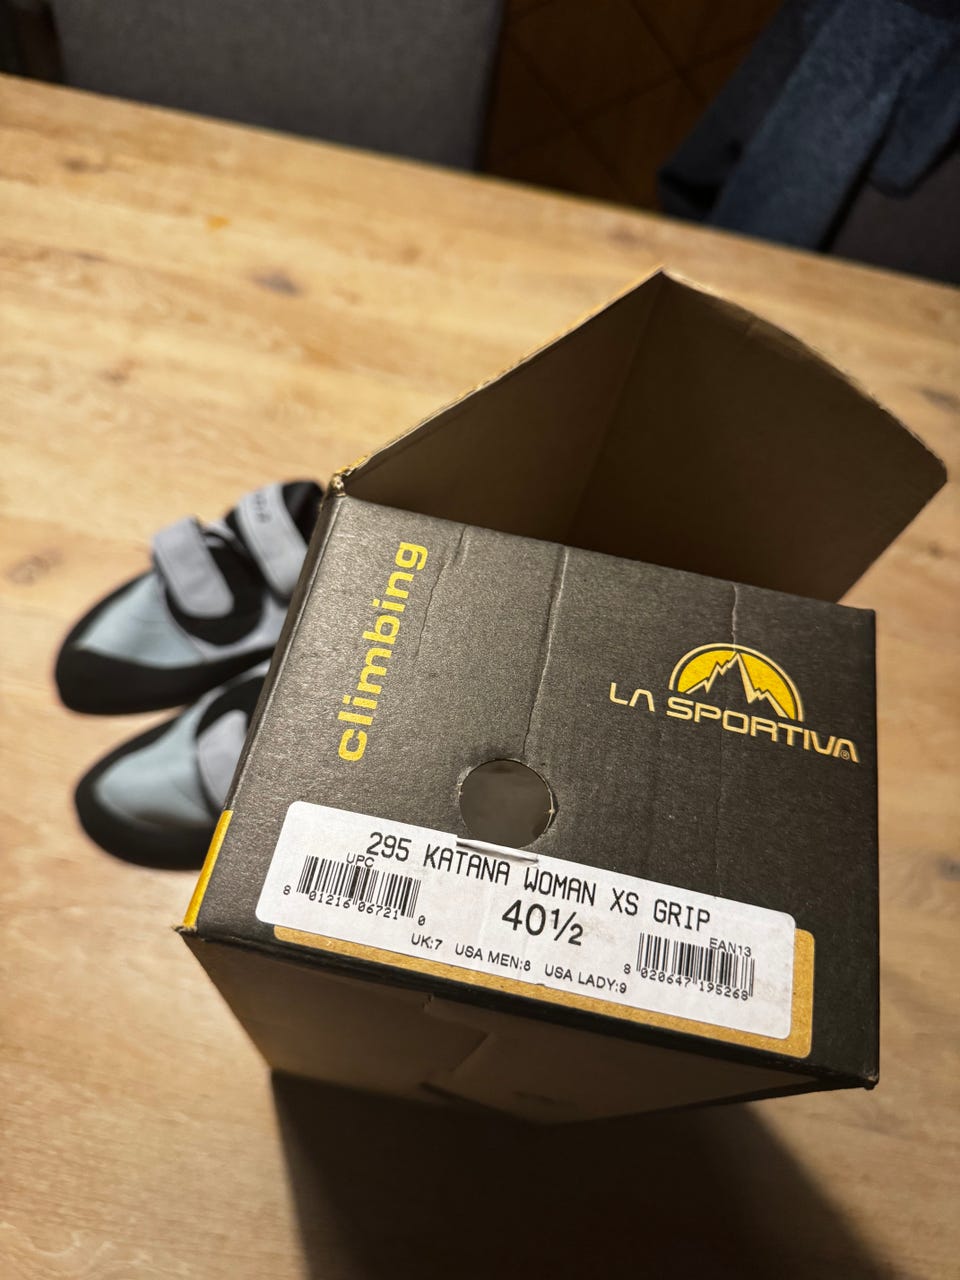 climbing
LA SPORTIVA®
295 KATANA WOMAN XS GRIP
UPC
8 01216 06721 0
40½
EAN13
8 020647 195268
UK:7 USA MEN:8 USA LADY:9